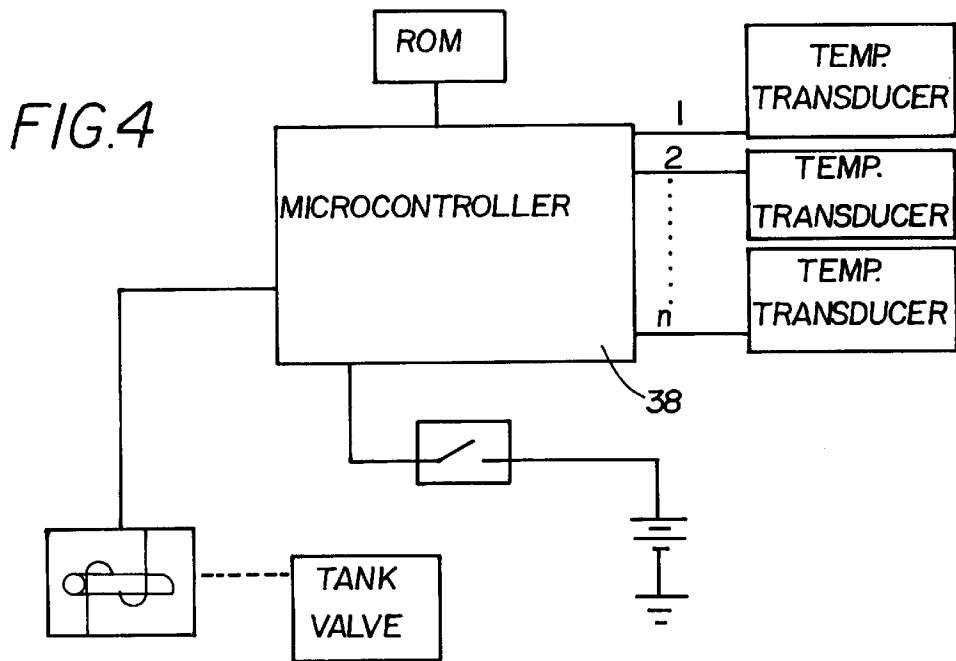 FIG.4
ROM
MICROCONTROLLER
1
2
n
TEMP.
TRANSDUCER
TEMP.
TRANSDUCER
TEMP.
TRANSDUCER
38
TANK
VALVE